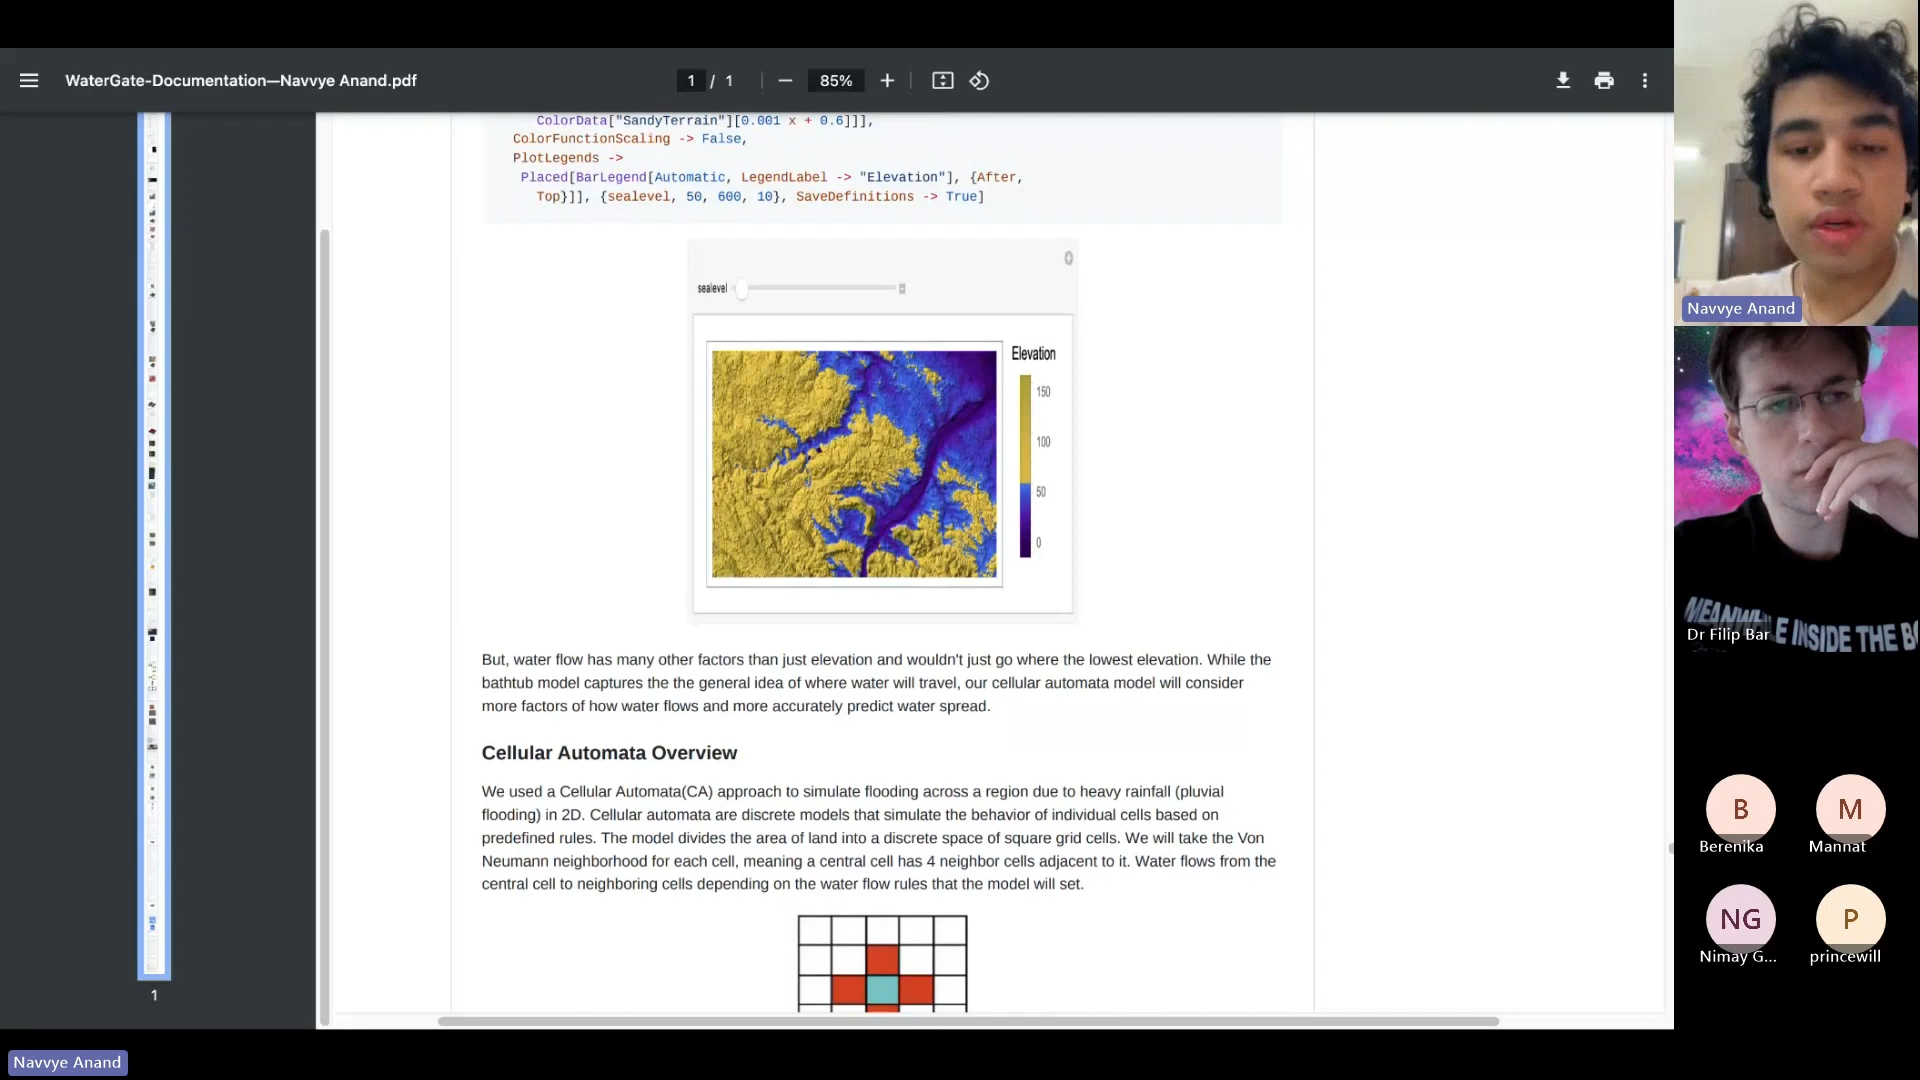 WaterGate-Documentation—Navvye Anand.pdf
1 / 1
85%
ColorData["SandyTerrain"][0.001 x + 0.6]]],
ColorFunctionScaling -> False,
PlotLegends ->
Placed[BarLegend[Automatic, LegendLabel -> "Elevation"], {After,
Top}]], {sealevel, 50, 600, 10}, SaveDefinitions -> True]
sealevel
Elevation
150
100
50
0
But, water flow has many other factors than just elevation and wouldn't just go where the lowest elevation. While the
bathtub model captures the the general idea of where water will travel, our cellular automata model will consider
more factors of how water flows and more accurately predict water spread.
Cellular Automata Overview
We used a Cellular Automata(CA) approach to simulate flooding across a region due to heavy rainfall (pluvial
flooding) in 2D. Cellular automata are discrete models that simulate the behavior of individual cells based on
predefined rules. The model divides the area of land into a discrete space of square grid cells. We will take the Von
Neumann neighborhood for each cell, meaning a central cell has 4 neighbor cells adjacent to it. Water flows from the
central cell to neighboring cells depending on the water flow rules that the model will set.
1
Navvye Anand
Navvye Anand
MEANWHILE INSIDE THE
Dr Filip Bar
B
Berenika
M
Mannat
NG
Nimay G...
P
princewill